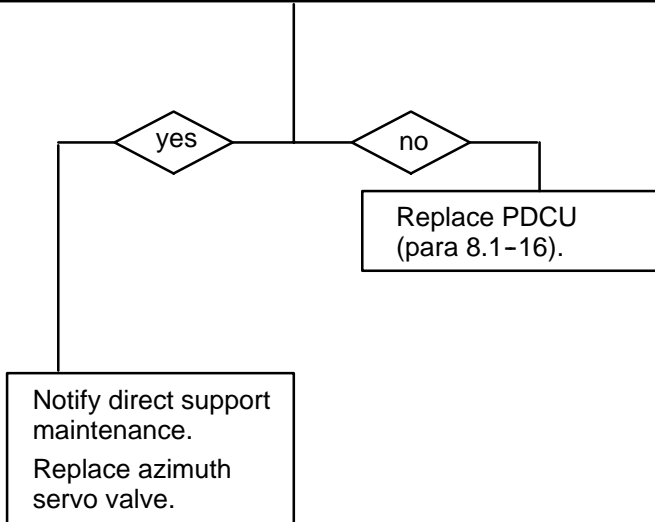 yes
no
Replace PDCU
(para 8.1-16).
Notify direct support
maintenance.
Replace azimuth
servo valve.